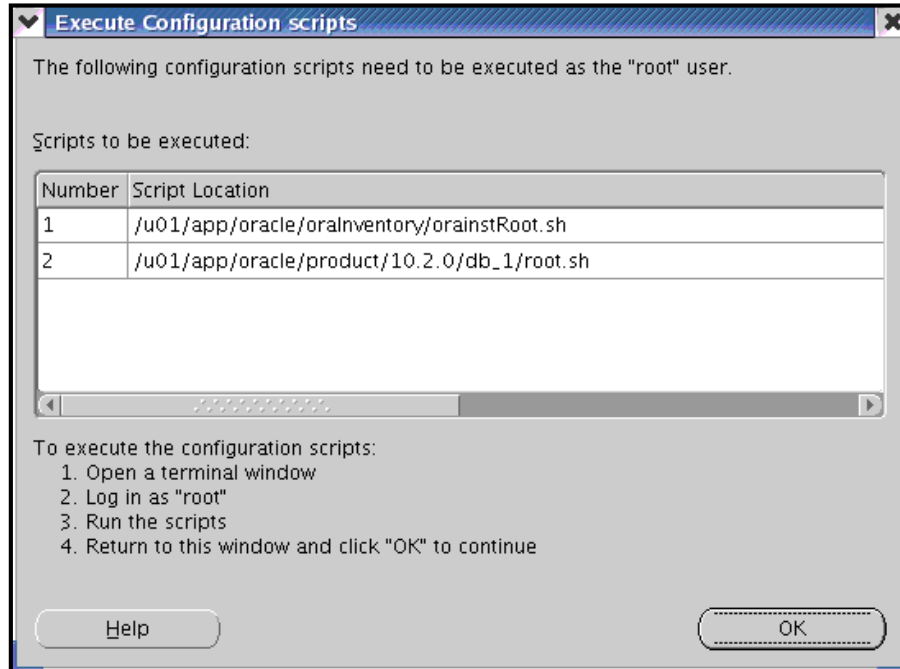 Execute Configuration scripts
The following configuration scripts need to be executed as the "root" user.
Scripts to be executed:
Number Script Location
1 /u01/app/oracle/oraInventory/orainstRoot.sh
2 /u01/app/oracle/product/10.2.0/db_1/root.sh
To execute the configuration scripts:
1. Open a terminal window
2. Log in as "root"
3. Run the scripts
4. Return to this window and click "OK" to continue
Help OK